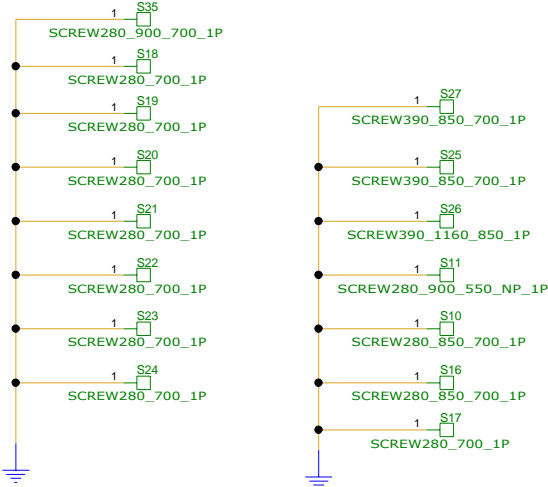 S35
1
SCREW280_900_700_1P
S18
1
SCREW280_700_1P
S19
1
SCREW280_700_1P
S20
1
SCREW280_700_1P
S21
1
SCREW280_700_1P
S22
1
SCREW280_700_1P
S23
1
SCREW280_700_1P
S24
1
SCREW280_700_1P
S27
1
SCREW390_850_700_1P
S25
1
SCREW390_850_700_1P
S26
1
SCREW390_1160_850_1P
S11
1
SCREW280_900_550_NP_1P
S10
1
SCREW280_850_700_1P
S16
1
SCREW280_850_700_1P
S17
1
SCREW280_700_1P